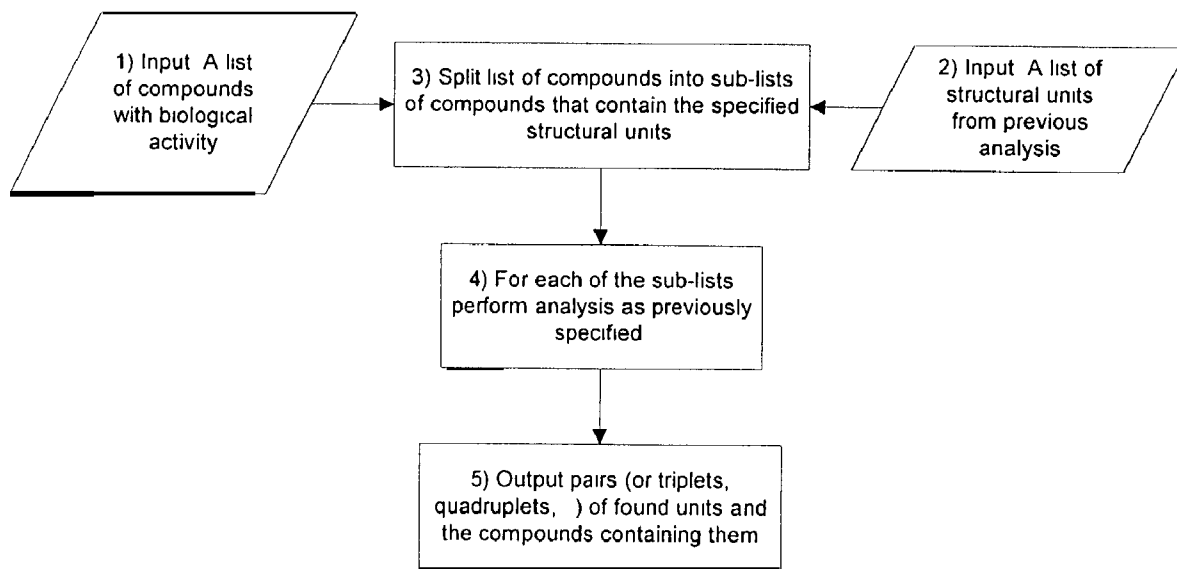 1) Input A list
of compounds
with biological
activity
3) Split list of compounds into sub-lists
of compounds that contain the specified
structural units
2) Input A list of
structural units
from previous
analysis
4) For each of the sub-lists
perform analysis as previously
specified
5) Output pairs (or triplets,
quadruplets, ) of found units and
the compounds containing them